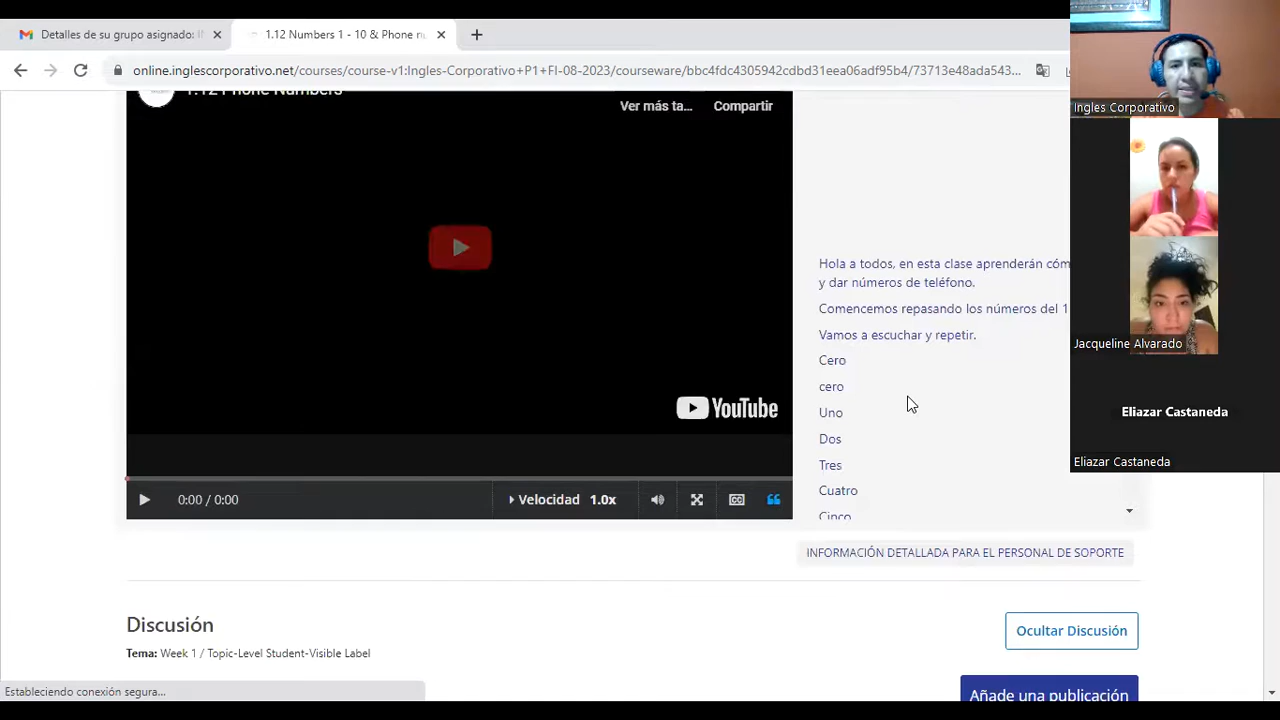 Detalles de su grupo asignado: I
1.12 Numbers 1 - 10 & Phone nu
online.inglescorporativo.net/courses/course-v1:Ingles-Corporativo+P1+FI-08-2023/courseware/bbc4fdc4305942cdbd31eea06adf95b4/73713e48ada543...
Ingles Corporativo
1.12 Phone Numbers
Ver más ta...
Compartir
YouTube
0:00 / 0:00
Velocidad 1.0x
Hola a todos, en esta clase aprenderán cóm
y dar números de teléfono.
Comencemos repasando los números del 1
Vamos a escuchar y repetir.
Cero
cero
Uno
Dos
Tres
Cuatro
Cinco
Jacqueline Alvarado
Eliazar Castaneda
Eliazar Castaneda
INFORMACIÓN DETALLADA PARA EL PERSONAL DE SOPORTE
Discusión
Ocultar Discusión
Tema: Week 1 / Topic-Level Student-Visible Label
Añade una publicación
Estableciendo conexión segura...